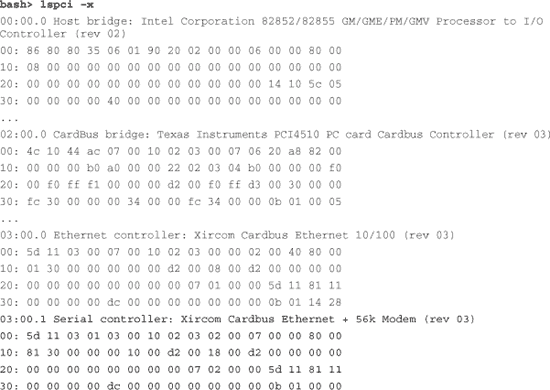 bash> lspci -x
00:00.0 Host bridge: Intel Corporation 82852/82855 GM/GME/PM/GMV Processor to I/O
Controller (rev 02)
00: 86 80 80 35 06 01 90 20 02 00 00 06 00 00 80 00
10: 08 00 00 00 00 00 00 00 00 00 00 00 00 00 00 00
20: 00 00 00 00 00 00 00 00 00 00 00 00 14 10 5c 05
30: 00 00 00 00 40 00 00 00 00 00 00 00 00 00 00 00
...
02:00.0 CardBus bridge: Texas Instruments PCI4510 PC card Cardbus Controller (rev 03)
00: 4c 10 44 ac 07 00 10 02 03 00 07 06 20 a8 82 00
10: 00 00 00 b0 a0 00 00 22 02 03 04 b0 00 00 00 f0
20: 00 f0 ff f1 00 00 00 d2 00 f0 ff d3 00 30 00 00
30: fc 30 00 00 00 34 00 00 fc 34 00 00 0b 01 00 05
...
03:00.0 Ethernet controller: Xircom Cardbus Ethernet 10/100 (rev 03)
00: 5d 11 03 00 07 00 10 02 03 00 00 02 00 40 80 00
10: 01 30 00 00 00 00 00 d2 00 08 00 d2 00 00 00 00
20: 00 00 00 00 00 00 00 00 07 01 00 00 5d 11 81 11
30: 00 00 00 00 dc 00 00 00 00 00 00 00 0b 01 14 28
03:00.1 Serial controller: Xircom Cardbus Ethernet + 56k Modem (rev 03)
00: 5d 11 03 01 03 00 10 02 03 02 00 07 00 00 80 00
10: 81 30 00 00 00 10 00 d2 00 18 00 d2 00 00 00 00
20: 00 00 00 00 00 00 00 00 07 02 00 00 5d 11 81 11
30: 00 00 00 00 dc 00 00 00 00 00 00 00 0b 01 00 00